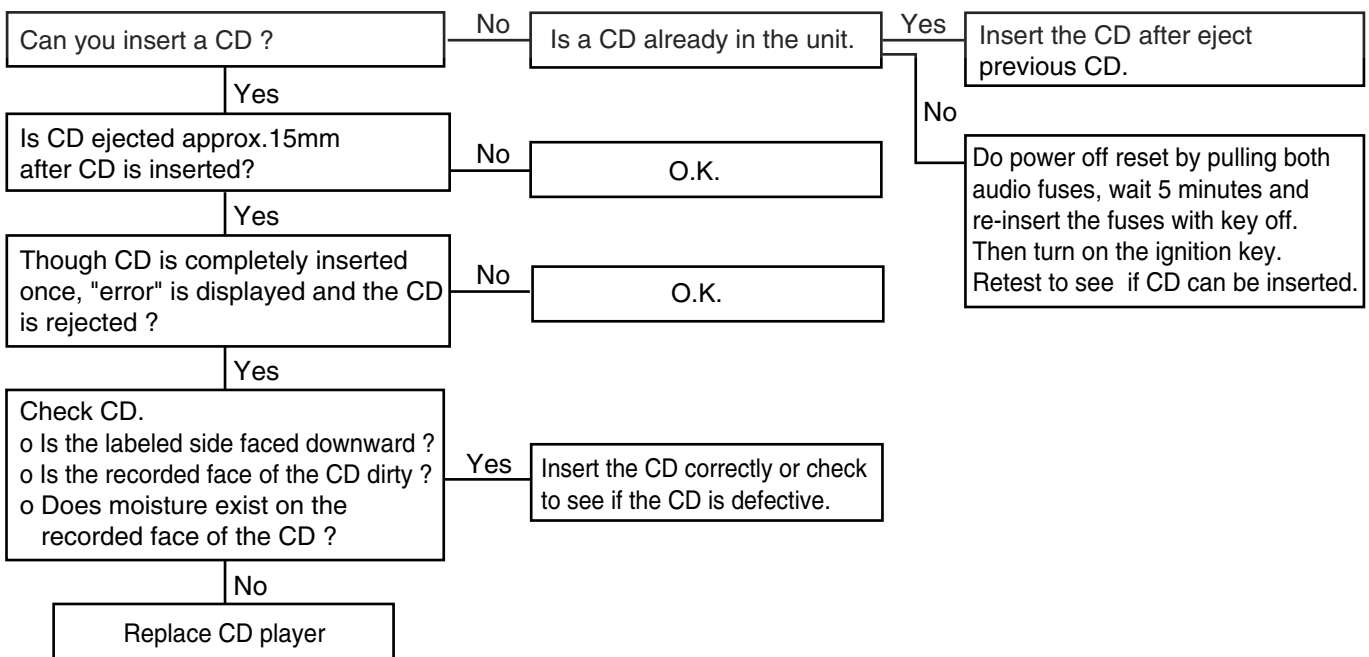 Can you insert a CD ?
No
Is a CD already in the unit.
Yes
Insert the CD after eject
previous CD.
Yes
No
Is CD ejected approx.15mm
after CD is inserted?
No
O.K.
Do power off reset by pulling both
audio fuses, wait 5 minutes and
re-insert the fuses with key off.
Then turn on the ignition key.
Retest to see if CD can be inserted.
Yes
Though CD is completely inserted
once, "error" is displayed and the CD
is rejected ?
No
O.K.
Yes
Check CD.
o Is the labeled side faced downward ?
o Is the recorded face of the CD dirty ?
o Does moisture exist on the
recorded face of the CD ?
Yes
Insert the CD correctly or check
to see if the CD is defective.
No
Replace CD player